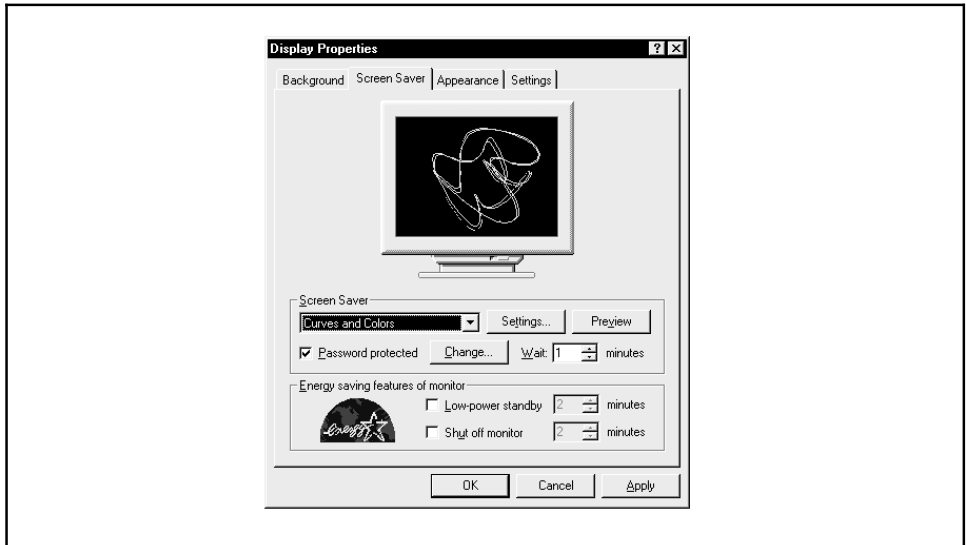 Display Properties
Background Screen Saver Appearance Settings
Screen Saver
Curves and Colors Settings... Preview
Password protected Change... Wait: 1 minutes
Energy saving features of monitor
Low-power standby 2 minutes
energy
Shut off monitor 2 minutes
OK Cancel Apply